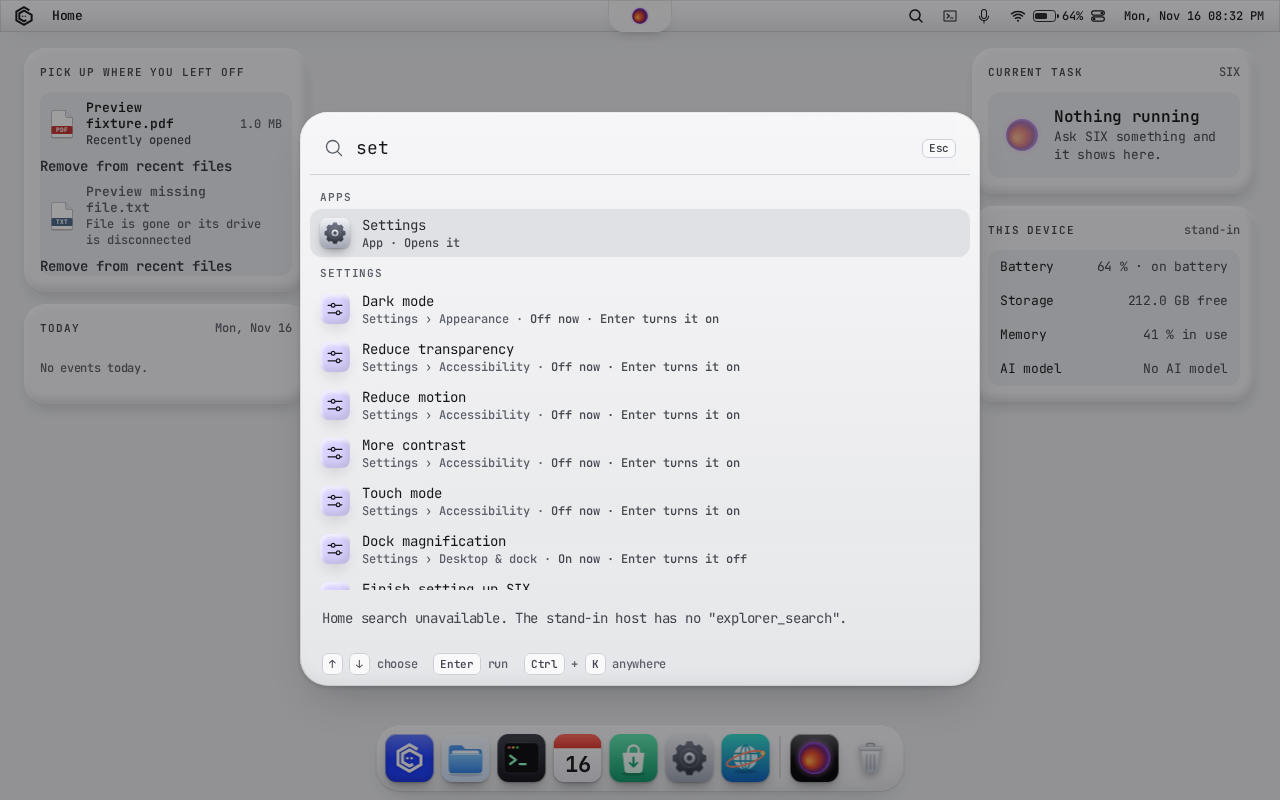 Home
64%
Mon, Nov 16 08:32 PM
PICK UP WHERE YOU LEFT OFF
PDF
Preview
fixture.pdf
1.0 MB
Recently opened
Remove from recent files
TXT
Preview missing
file.txt
File is gone or its drive
is disconnected
Remove from recent files
TODAY
Mon, Nov 16
No events today.
set
Esc
APPS
Settings
App · Opens it
SETTINGS
Dark mode
Settings › Appearance · Off now · Enter turns it on
Reduce transparency
Settings › Accessibility · Off now · Enter turns it on
Reduce motion
Settings › Accessibility · Off now · Enter turns it on
More contrast
Settings › Accessibility · Off now · Enter turns it on
Touch mode
Settings › Accessibility · Off now · Enter turns it on
Dock magnification
Settings › Desktop & dock · On now · Enter turns it off
Finish setting up SIX
Home search unavailable. The stand-in host has no "explorer_search".
↑ ↓ choose Enter run Ctrl + K anywhere
CURRENT TASK
SIX
Nothing running
Ask SIX something and
it shows here.
THIS DEVICE
stand-in
Battery 64 % · on battery
Storage 212.0 GB free
Memory 41 % in use
AI model No AI model
16